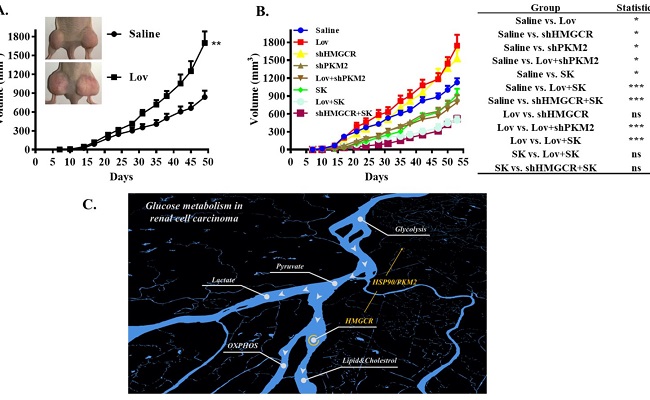 A.
Saline
Lov
**
Volume (mm3)
1800
1500
1200
900
600
300
0
0 5 10 15 20 25 30 35 40 45 50
Days
B.
Saline
Lov
shHMGCR
shPKM2
Lov+shPKM2
SK
Lov+SK
shHMGCR+SK
Volume (mm3)
1800
1500
1200
900
600
300
0
0 5 10 15 20 25 30 35 40 45 50 55
Days
Group Statistic
Saline vs. Lov *
Saline vs. shHMGCR *
Saline vs. shPKM2 *
Saline vs. Lov+shPKM2 *
Saline vs. SK *
Saline vs. Lov+SK ***
Saline vs. shHMGCR+SK ***
Lov vs. shHMGCR ns
Lov vs. Lov+shPKM2 ***
Lov vs. Lov+SK ***
SK vs. Lov+SK ns
SK vs. shHMGCR+SK ns
C.
Glucose metabolism in
renal cell carcinoma
Glycolysis
Pyruvate
Lactate
HSP90/PKM2
HMGCR
OXPHOS
Lipid&Cholestrol